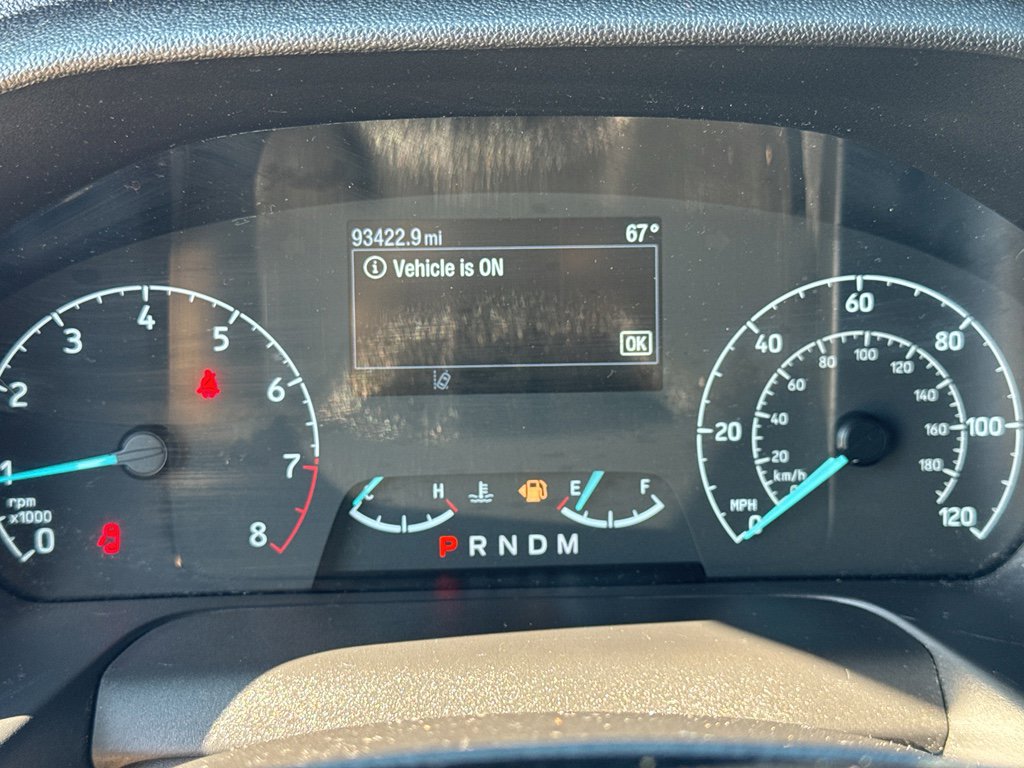 93422.9 mi 67°
Vehicle is ON
OK
0 1 2 3 4 5 6 7 8
rpm
x1000
C H
E F
P R N D M
0 20 40 60 80 100 120
MPH
20 40 60 80 100 120 140 160 180
km/h